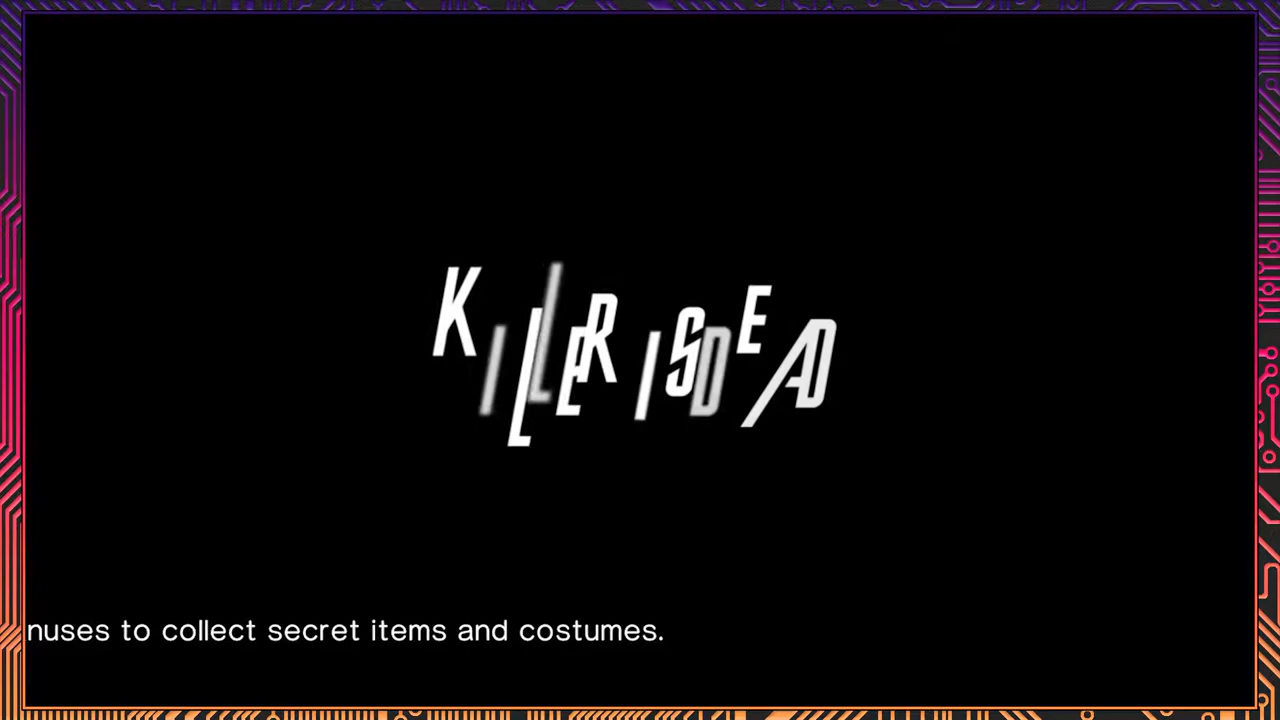 KILLER IS DEAD
nuses to collect secret items and costumes.